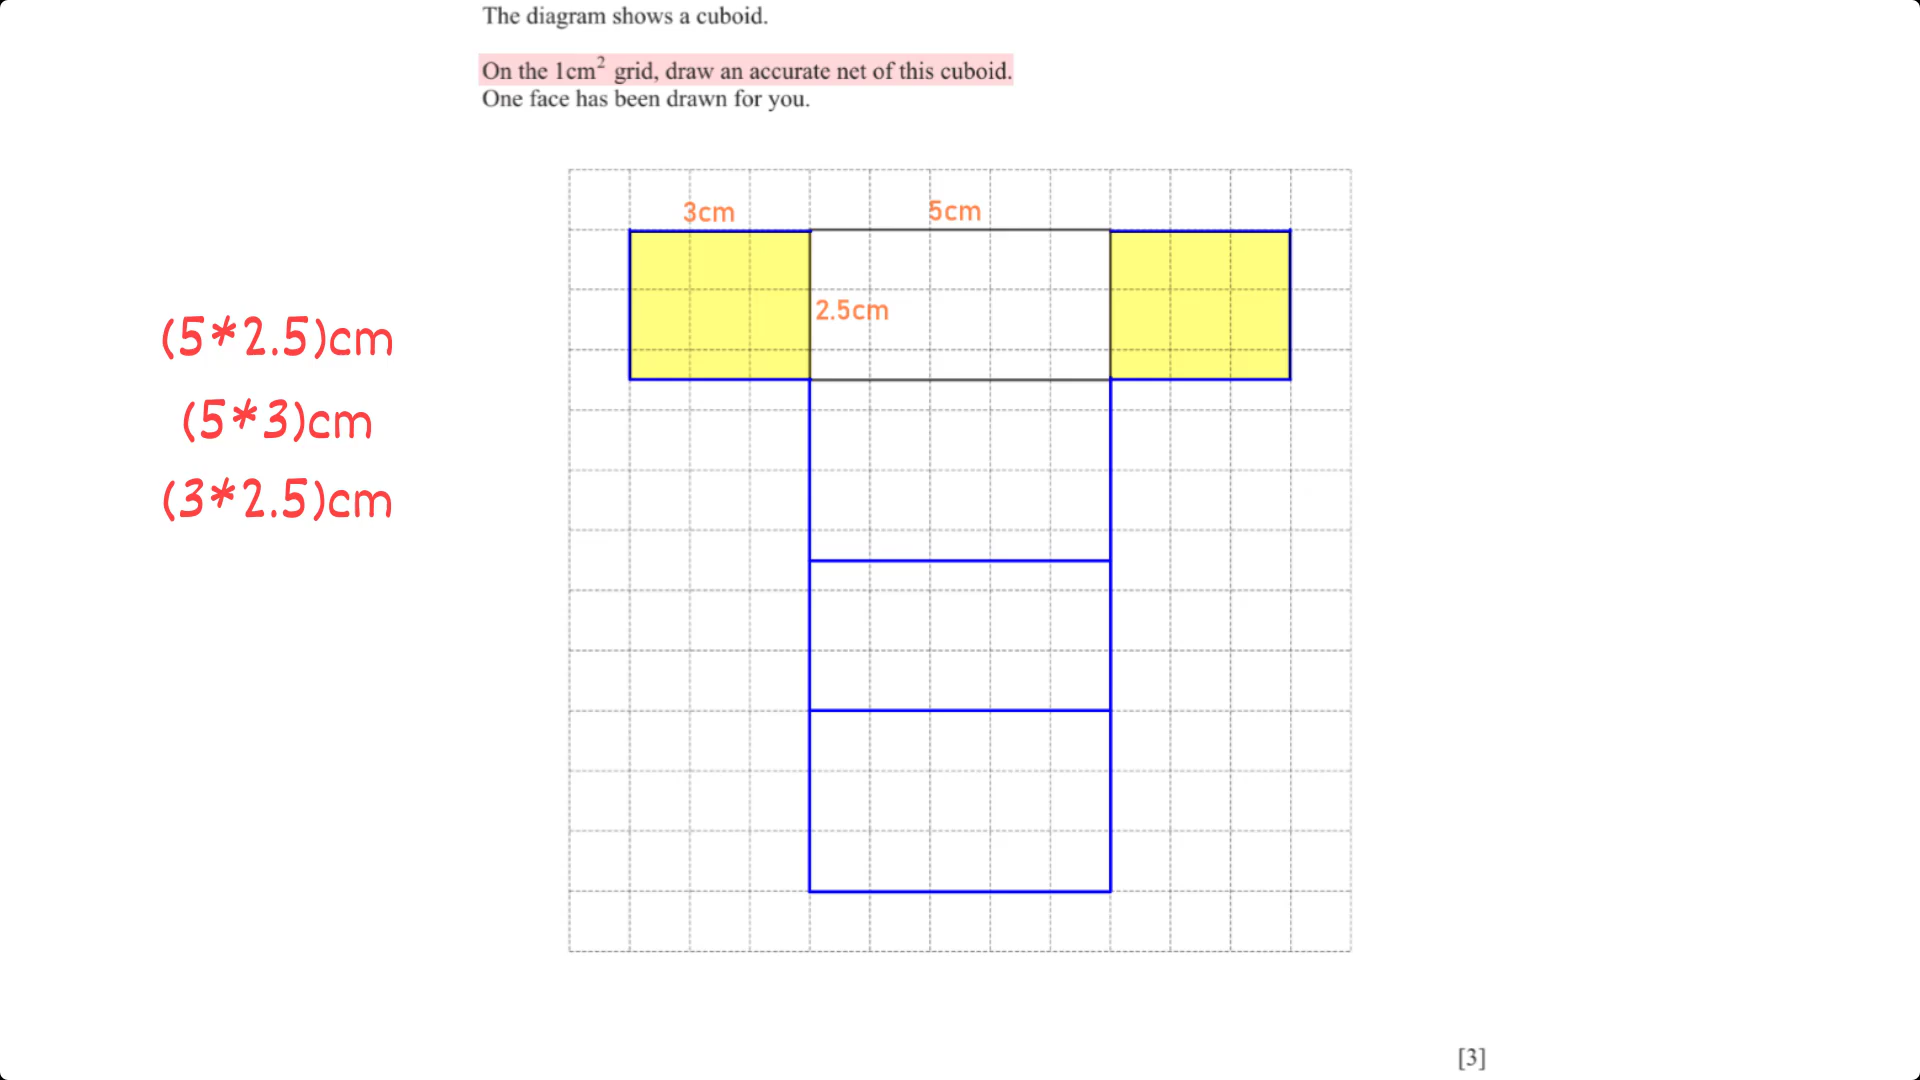 The diagram shows a cuboid.
On the 1cm² grid, draw an accurate net of this cuboid.
One face has been drawn for you.
3cm
5cm
2.5cm
(5*2.5)cm
(5*3)cm
(3*2.5)cm
[3]